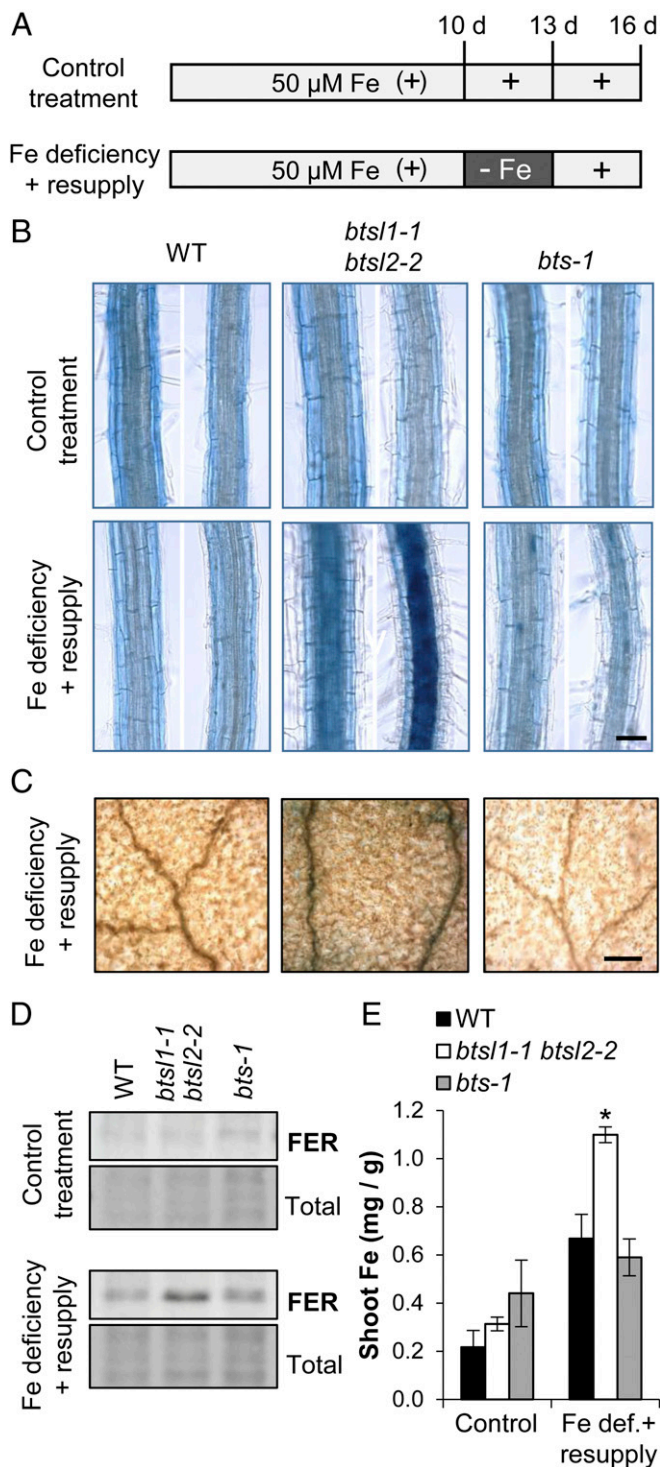 A
10 d 13 d 16 d
Control
treatment
50 µM Fe (+) + +
Fe deficiency
+ resupply
50 µM Fe (+) - Fe +
B
WT
btsl1-1
btsl2-2
bts-1
Control
treatment
Fe deficiency
+ resupply
C
Fe deficiency
+ resupply
D
WT
btsl1-1
btsl2-2
bts-1
Control
treatment
FER
Total
Fe deficiency
+ resupply
FER
Total
E
WT
btsl1-1 btsl2-2
bts-1
Shoot Fe (mg / g)
1.2
1.0
0.8
0.6
0.4
0.2
0.0
*
Control
Fe def.+
resupply